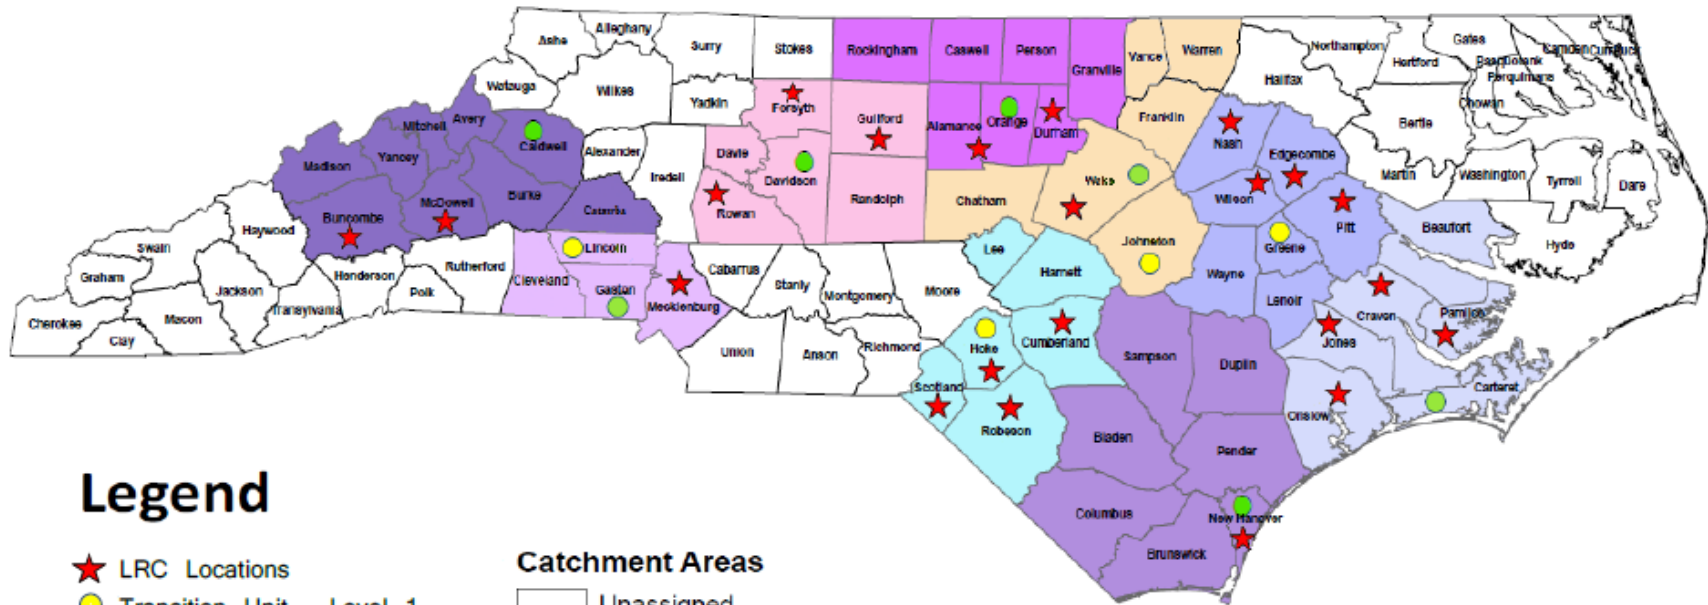 Ashe
Alleghany
Surry
Stokes
Rockingham
Caswell
Person
Granville
Vance
Warren
Northampton
Gates
Hertford
Halifax
Watauga
Wilkes
Yadkin
Forsyth
Guilford
Alamance
Orange
Durham
Franklin
Nash
Edgecombe
Bertie
Chowan
Perquimans
Mitchell
Avery
Caldwell
Alexander
Iredell
Davie
Davidson
Randolph
Chatham
Wake
Wilson
Martin
Washington
Tyrrell
Dare
Madison
Yancey
Burke
Catawba
Rowan
Buncombe
McDowell
Haywood
Swain
Graham
Cherokee
Clay
Macon
Jackson
Transylvania
Henderson
Polk
Rutherford
Cleveland
Lincoln
Gaston
Mecklenburg
Cabarrus
Stanly
Montgomery
Moore
Lee
Harnett
Johnston
Wayne
Greene
Pitt
Beaufort
Hyde
Lenoir
Craven
Pamlico
Jones
Carteret
Onslow
Union
Anson
Richmond
Scotland
Hoke
Cumberland
Robeson
Sampson
Duplin
Bladen
Pender
Columbus
Brunswick
New Hanover
Legend
LRC Locations
Transition Unit - Level 1
Catchment Areas
Unassigned